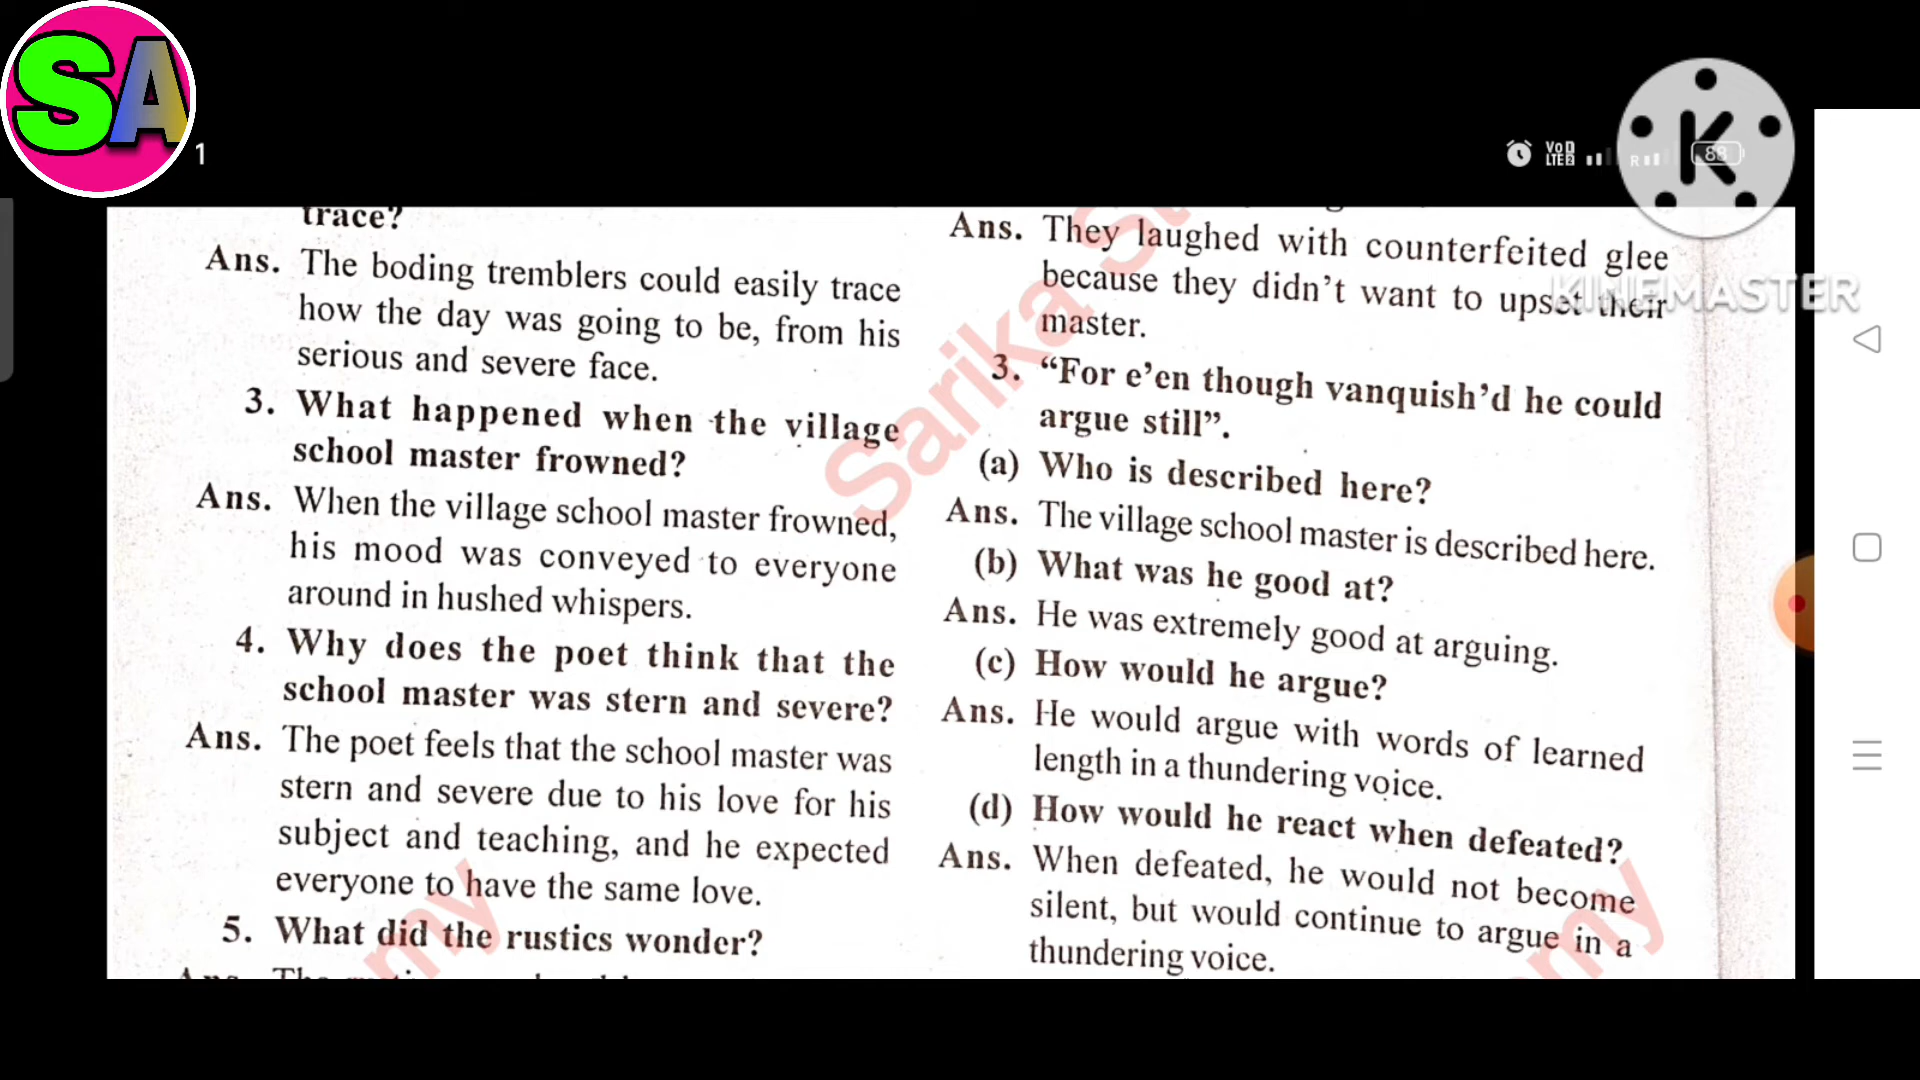 SA
1
VoD LTE2
R
88
K
KINEMASTER
trace?
Ans. The boding tremblers could easily trace
how the day was going to be, from his
serious and severe face.
3. What happened when the village
school master frowned?
Ans. When the village school master frowned,
his mood was conveyed to everyone
around in hushed whispers.
4. Why does the poet think that the
school master was stern and severe?
Ans. The poet feels that the school master was
stern and severe due to his love for his
subject and teaching, and he expected
everyone to have the same love.
5. What did the rustics wonder?
Ans. They laughed with counterfeited glee
because they didn't want to upset their
master.
3. “For e’en though vanquish’d he could
argue still”.
(a) Who is described here?
Ans. The village school master is described here.
(b) What was he good at?
Ans. He was extremely good at arguing.
(c) How would he argue?
Ans. He would argue with words of learned
length in a thundering voice.
(d) How would he react when defeated?
Ans. When defeated, he would not become
silent, but would continue to argue in a
thundering voice.
Sarika St
my
my